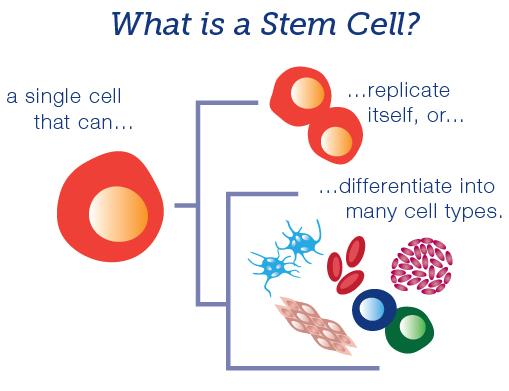 What is a Stem Cell?
a single cell
that can...
...replicate
itself, or...
...differentiate into
many cell types.